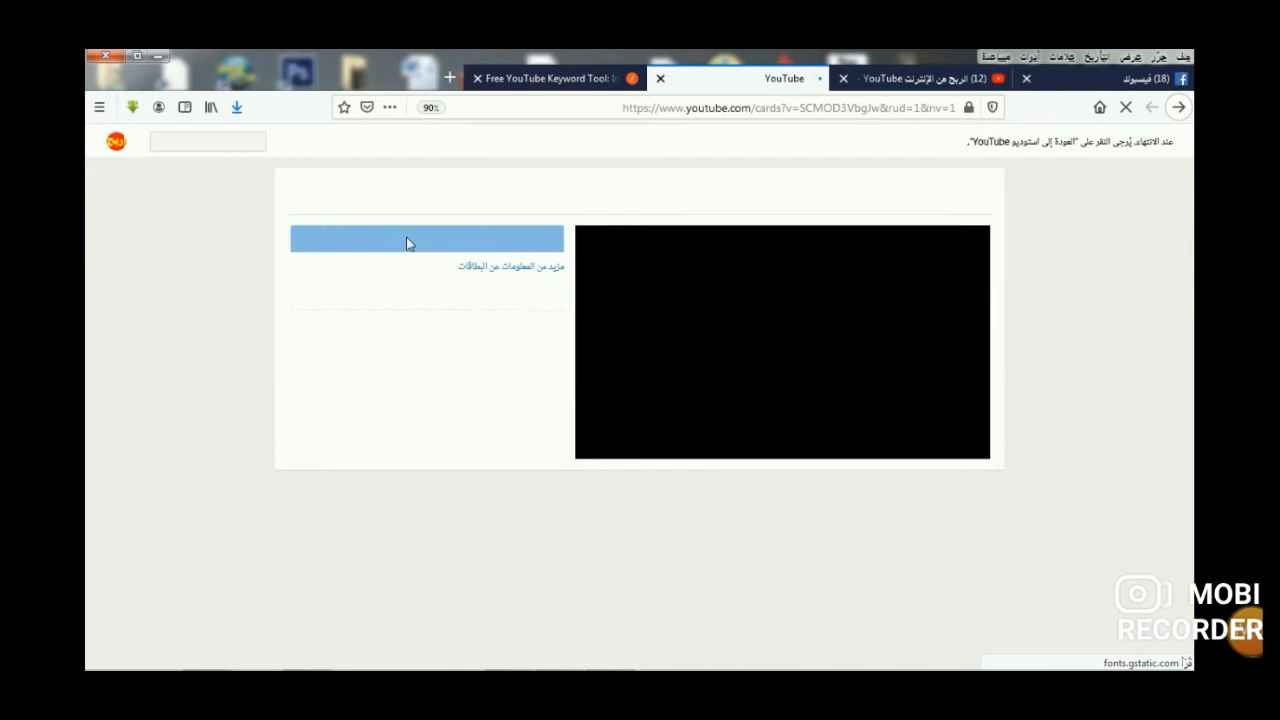 ملف حرّر عرض التأريخ علامات أدوات مساعدة
(18) فيسبوك
(12) الربح من الإنترنت YouTube
YouTube
Free YouTube Keyword Tool: In
https://www.youtube.com/cards?v=SCMOD3VbgJw&rud=1&nv=1
90%
عند الانتهاء، يُرجى النقر على "العودة إلى استوديو YouTube".
مزيد من المعلومات عن البطاقات
MOBI
RECORDER
fonts.gstatic.com